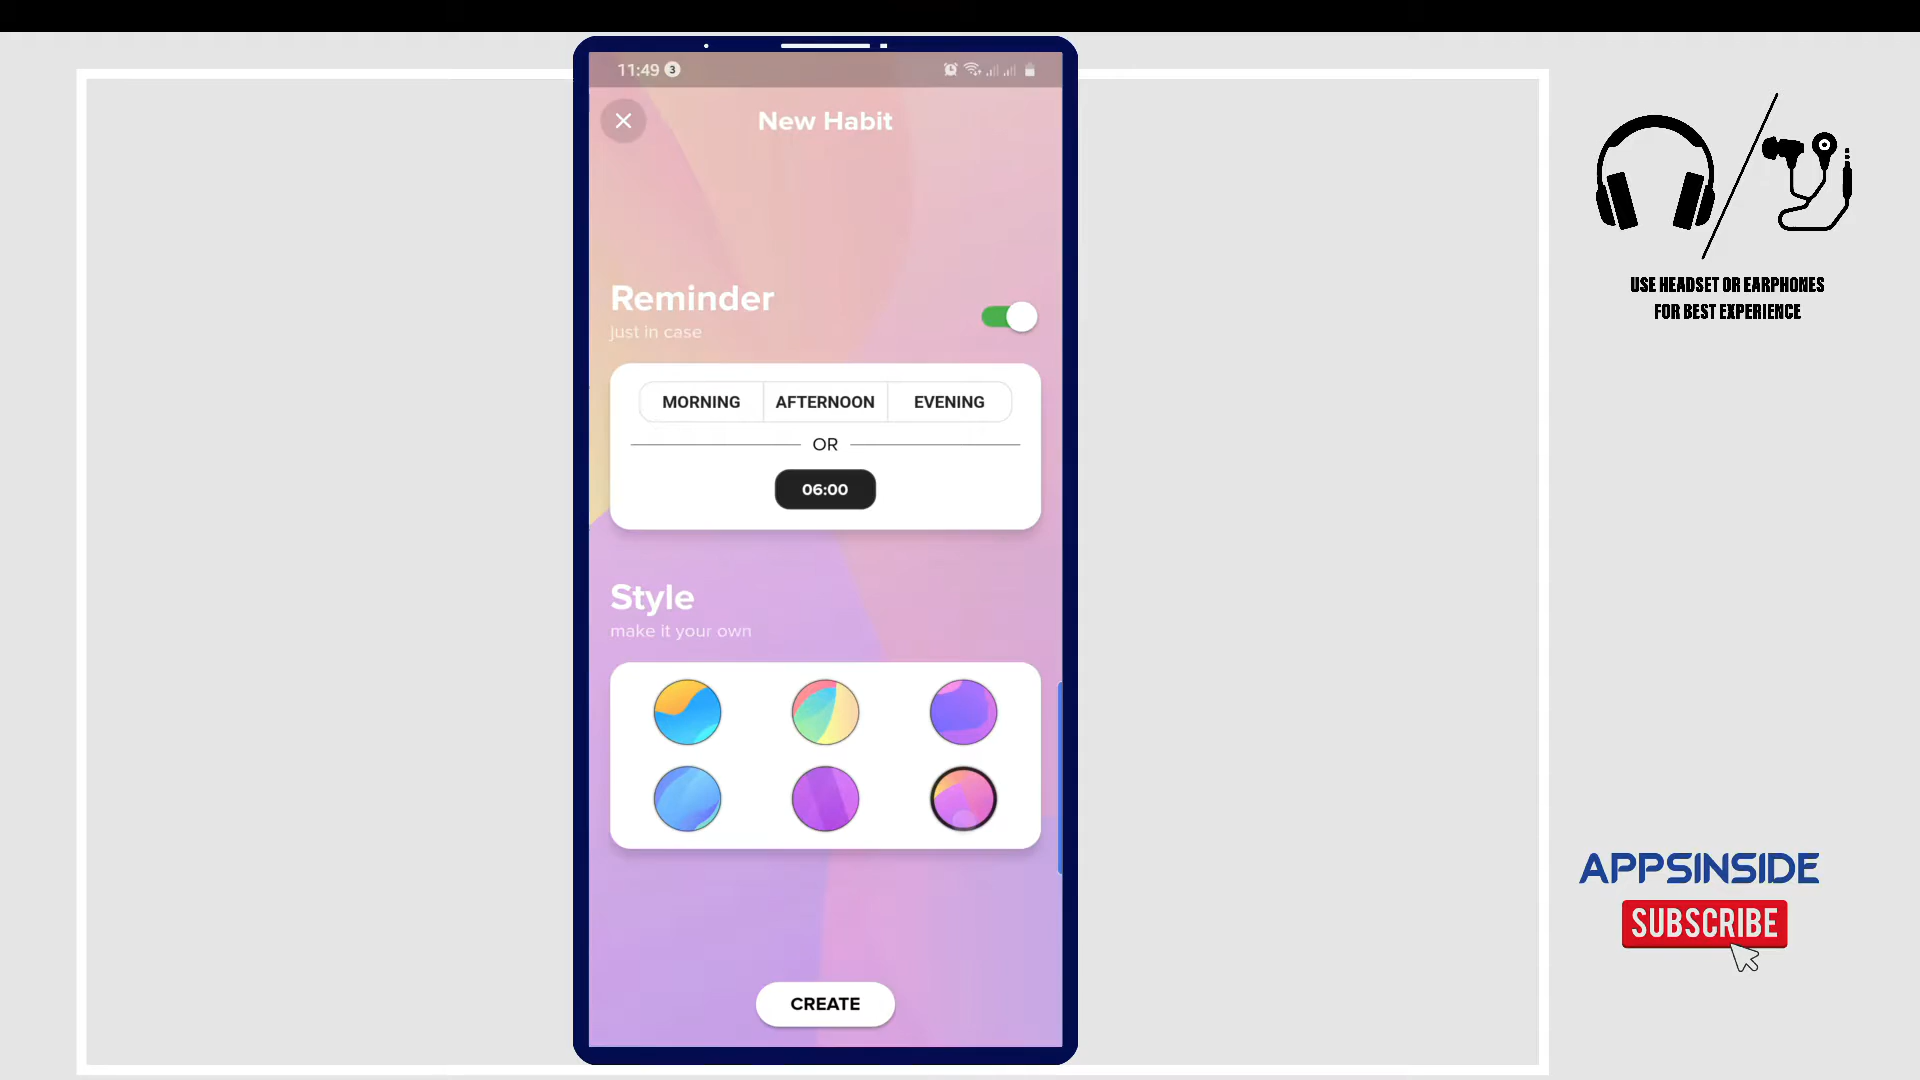 11:49 3
New Habit
Reminder
just in case
MORNING AFTERNOON EVENING
OR
06:00
Style
make it your own
CREATE
USE HEADSET OR EARPHONES
FOR BEST EXPERIENCE
APPSINSIDE
SUBSCRIBE